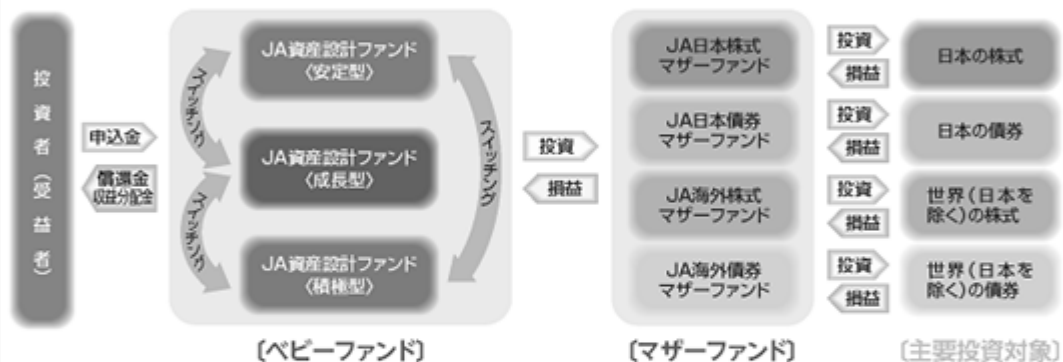 投資者（受益者）
申込金
償還金
収益分配金
JA資産設計ファンド
〈安定型〉
スイッチング
JA資産設計ファンド
〈成長型〉
スイッチング
JA資産設計ファンド
〈積極型〉
スイッチング
〔ベビーファンド〕
投資
損益
JA日本株式
マザーファンド
JA日本債券
マザーファンド
JA海外株式
マザーファンド
JA海外債券
マザーファンド
〔マザーファンド〕
投資
損益
日本の株式
投資
損益
日本の債券
投資
損益
世界（日本を
除く）の株式
投資
損益
世界（日本を
除く）の債券
〔主要投資対象〕